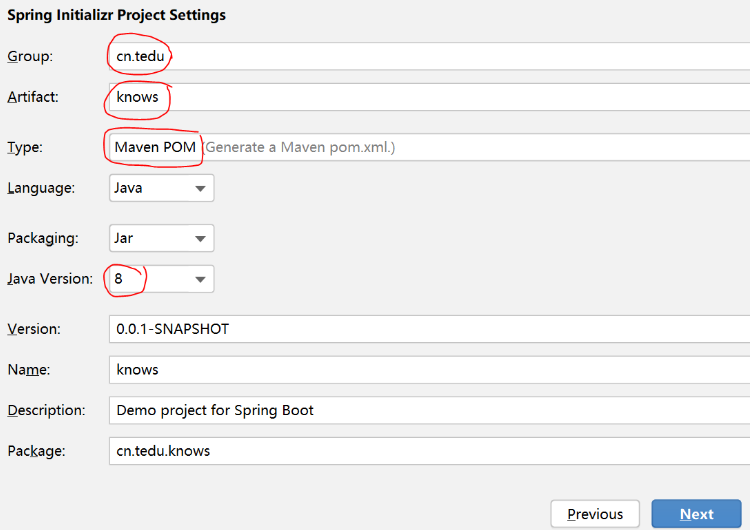 Spring Initializr Project Settings
Group: cn.tedu
Artifact: knows
Type: Maven POM (Generate a Maven pom.xml.)
Language: Java
Packaging: Jar
Java Version: 8
Version: 0.0.1-SNAPSHOT
Name: knows
Description: Demo project for Spring Boot
Package: cn.tedu.knows
Previous Next